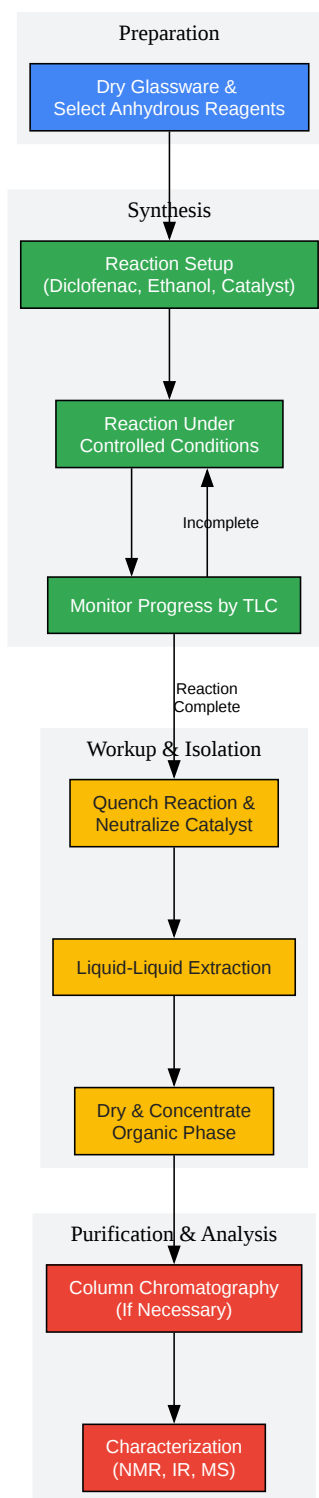 Preparation
Dry Glassware &
Select Anhydrous Reagents
Synthesis
Reaction Setup
(Diclofenac, Ethanol, Catalyst)
Reaction Under
Controlled Conditions
Incomplete
Monitor Progress by TLC
Reaction
Complete
Workup & Isolation
Quench Reaction &
Neutralize Catalyst
Liquid-Liquid Extraction
Dry & Concentrate
Organic Phase
Purification & Analysis
Column Chromatography
(If Necessary)
Characterization
(NMR, IR, MS)